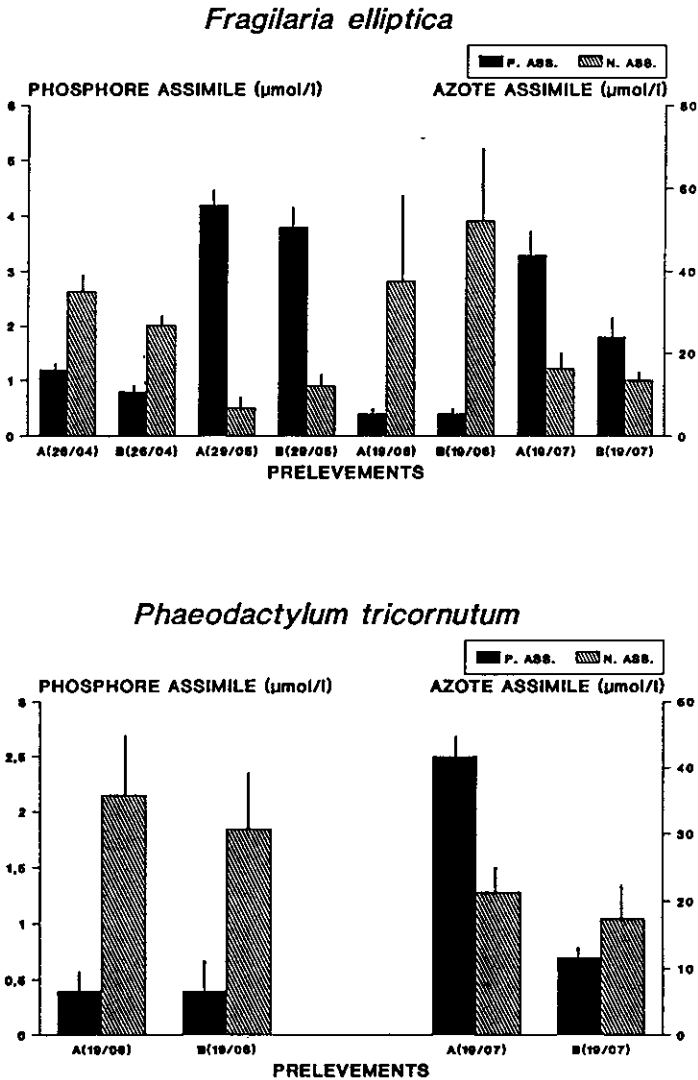 Fragilaria elliptica
P. ASS. N. ASS.
PHOSPHORE ASSIMILE (µmol/l) AZOTE ASSIMILE (µmol/l)
6 80
5
4 60
3 40
2
20
1
0 0
A(26/04) B(26/04) A(29/05) B(29/05) A(19/06) B(19/06) A(19/07) B(19/07)
PRELEVEMENTS
Phaeodactylum tricornutum
P. ASS. N. ASS.
PHOSPHORE ASSIMILE (µmol/l) AZOTE ASSIMILE (µmol/l)
3 60
2,5 50
2 40
1,5 30
1 20
0,5 10
0 0
A(19/06) B(19/06) A(19/07) B(19/07)
PRELEVEMENTS